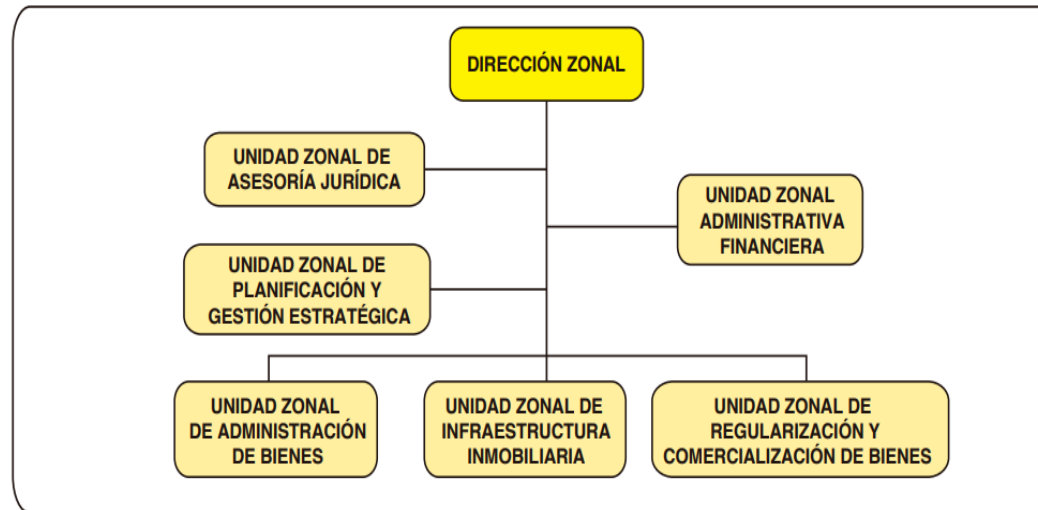 DIRECCIÓN ZONAL
UNIDAD ZONAL DE
ASESORÍA JURÍDICA
UNIDAD ZONAL
ADMINISTRATIVA
FINANCIERA
UNIDAD ZONAL DE
PLANIFICACIÓN Y
GESTIÓN ESTRATÉGICA
UNIDAD ZONAL
DE ADMINISTRACIÓN
DE BIENES
UNIDAD ZONAL DE
INFRAESTRUCTURA
INMOBILIARIA
UNIDAD ZONAL DE
REGULARIZACIÓN Y
COMERCIALIZACIÓN DE BIENES